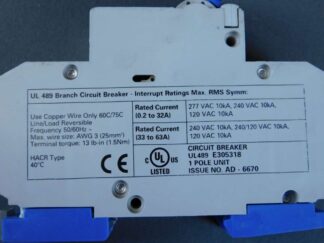 UL 489 Branch Circuit Breaker - Interrupt Ratings Max. RMS Symm:
Use Copper Wire Only 60C/75C
Line/Load Reversible
Frequency 50/60Hz -
Max. wire size: AWG 3 (25mm²)
Terminal torque: 13 lb-in (1.5Nm)
HACR Type
40°C
Rated Current
(0.2 to 32A)
277 VAC 10kA, 240 VAC 10kA,
120 VAC 10kA
Rated Current
(33 to 63A)
240 VAC 10kA, 240/120 VAC 10kA,
120 VAC 10kA
CE
c UL us
LISTED
CIRCUIT BREAKER
UL489 E305318
1 POLE UNIT
ISSUE NO. AD - 6670